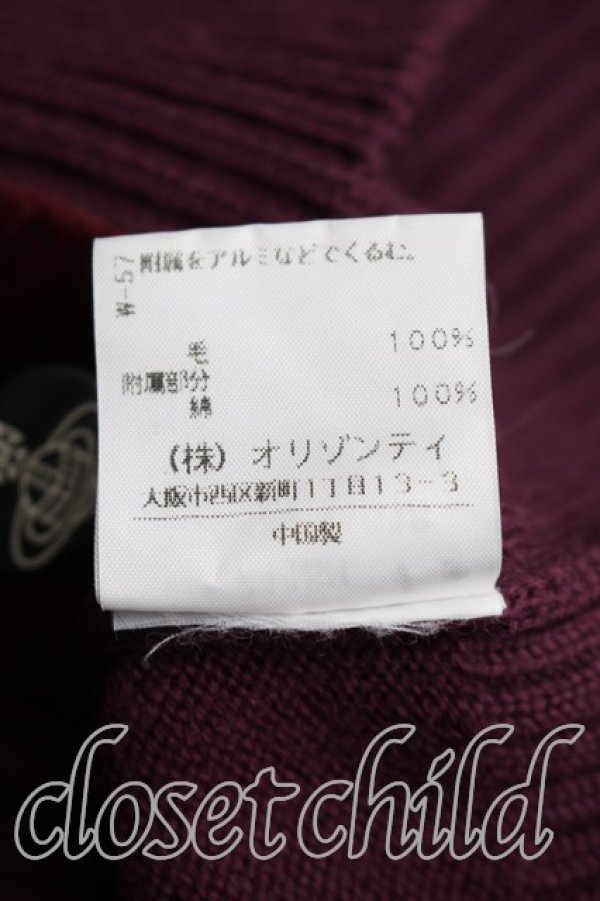 W-57
附属をアルミなどでくるむ。
毛 100%
附属部分
綿 100%
(株) オリゾンティ
大阪市西区新町1丁目13-3
中国製
closet child